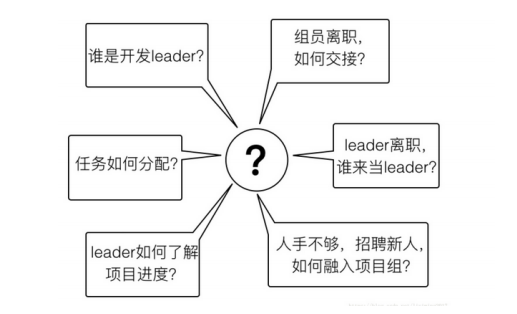 谁是开发leader?
组员离职，
如何交接?
任务如何分配?
?
leader离职，
谁来当leader?
leader如何了解
项目进度?
人手不够，招聘新人，
如何融入项目组?